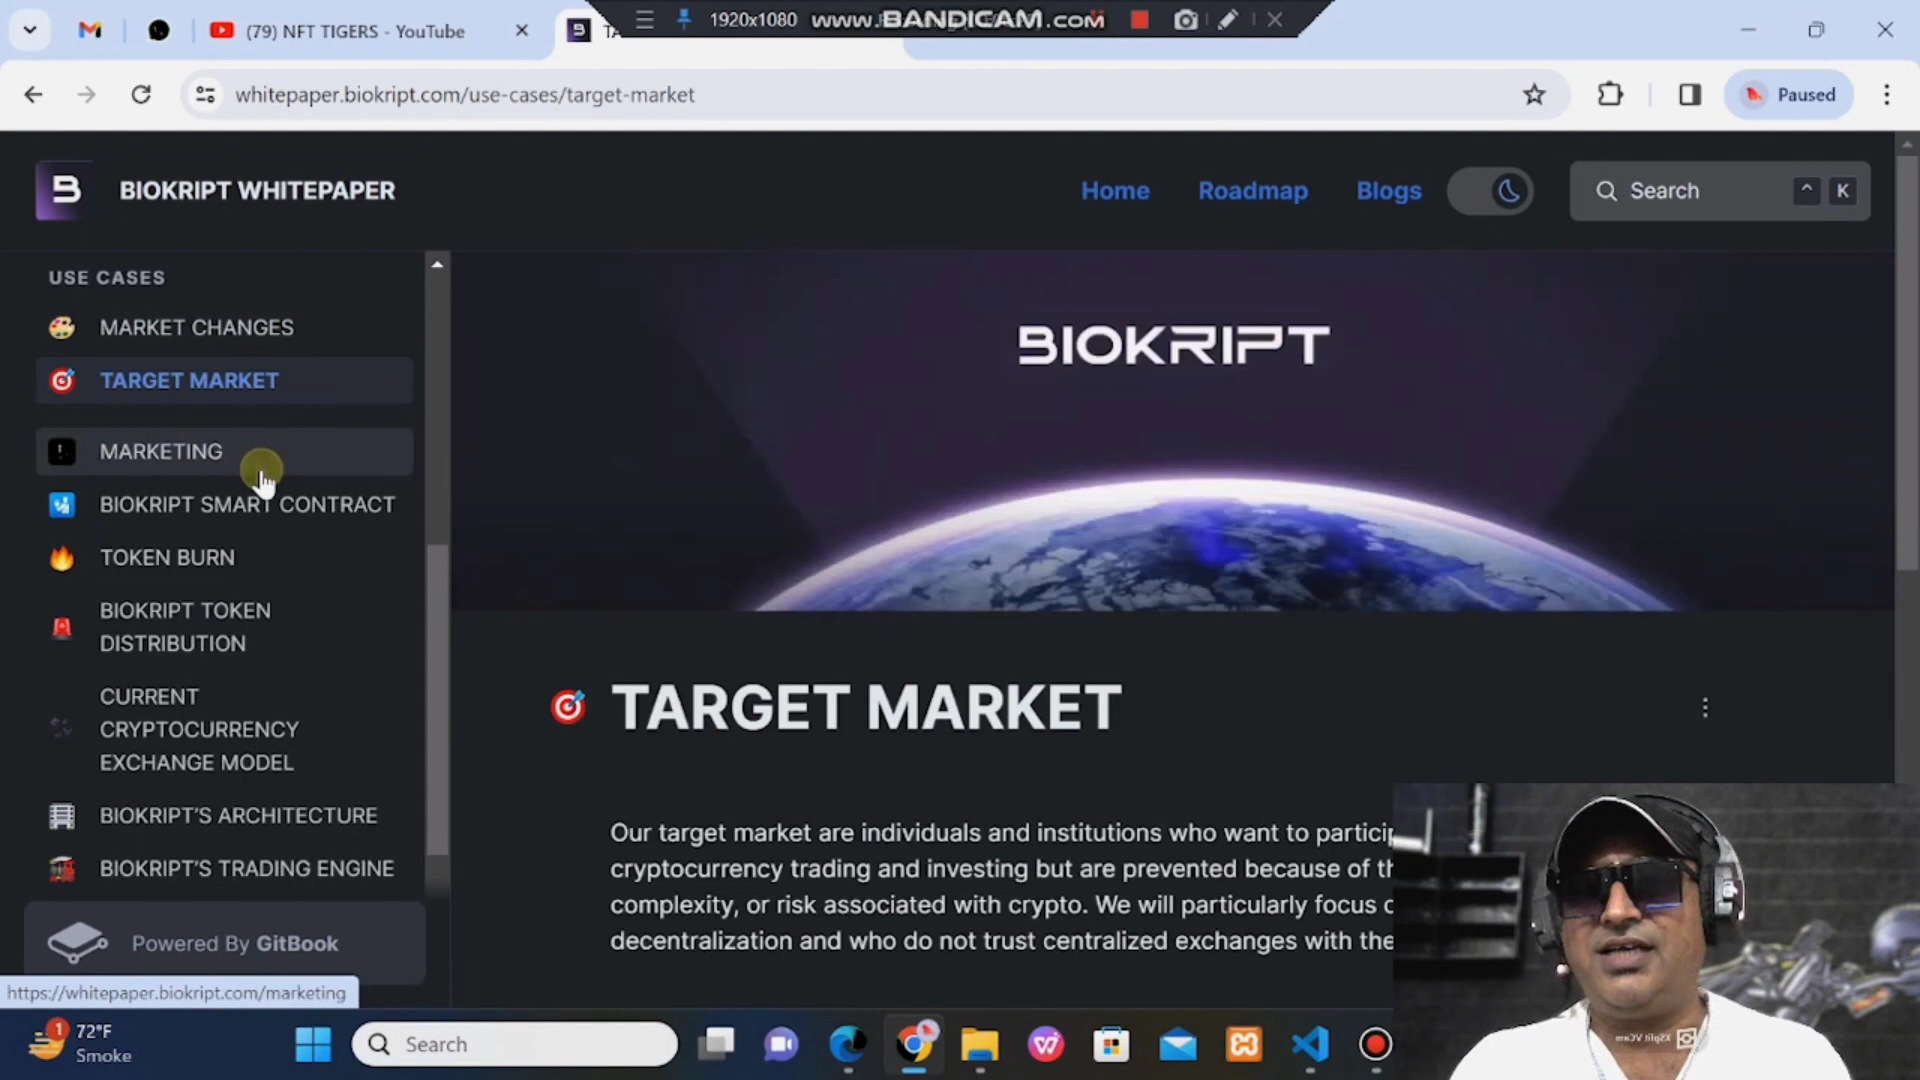 1920x1080
www.BANDICAM.com
(79) NFT TIGERS - YouTube
whitepaper.biokript.com/use-cases/target-market
Paused
B
BIOKRIPT WHITEPAPER
Home
Roadmap
Blogs
Search
^
K
USE CASES
MARKET CHANGES
TARGET MARKET
MARKETING
BIOKRIPT SMART CONTRACT
TOKEN BURN
BIOKRIPT TOKEN
DISTRIBUTION
CURRENT
CRYPTOCURRENCY
EXCHANGE MODEL
BIOKRIPT'S ARCHITECTURE
BIOKRIPT'S TRADING ENGINE
Powered By GitBook
https://whitepaper.biokript.com/marketing
BIOKRIPT
TARGET MARKET
Our target market are individuals and institutions who want to
cryptocurrency trading and investing but are prevented because of
complexity, or risk associated with crypto. We will particularly focus
decentralization and who do not trust centralized exchanges with
XSplit VCam
1
72°F
Smoke
Search